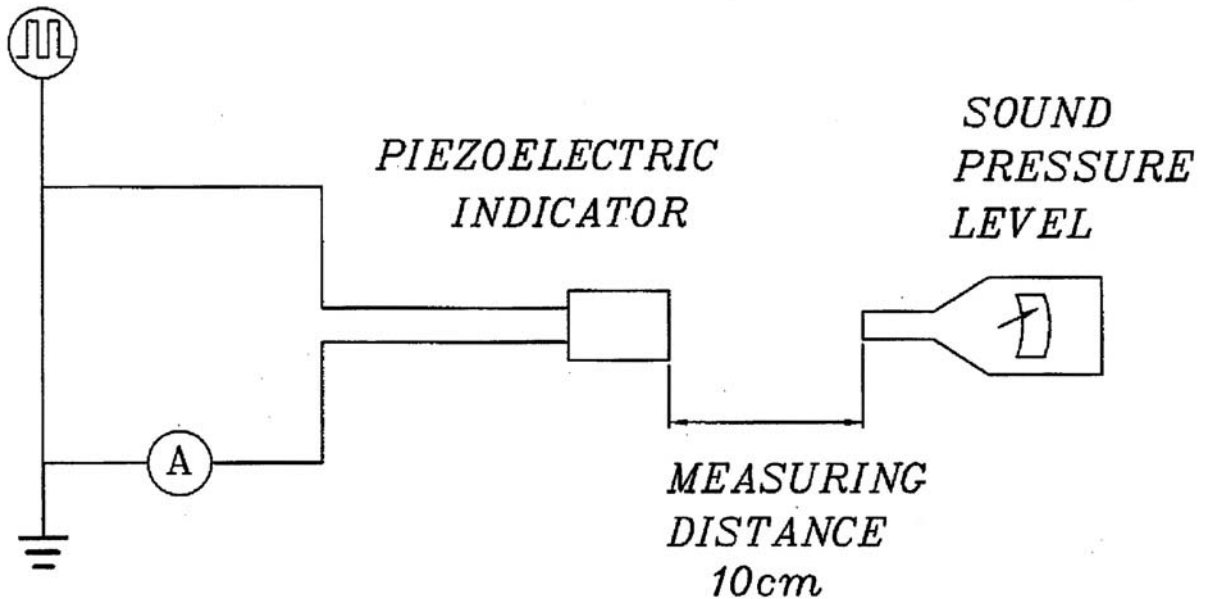 PIEZOELECTRIC
INDICATOR
SOUND
PRESSURE
LEVEL
A
MEASURING
DISTANCE
10cm